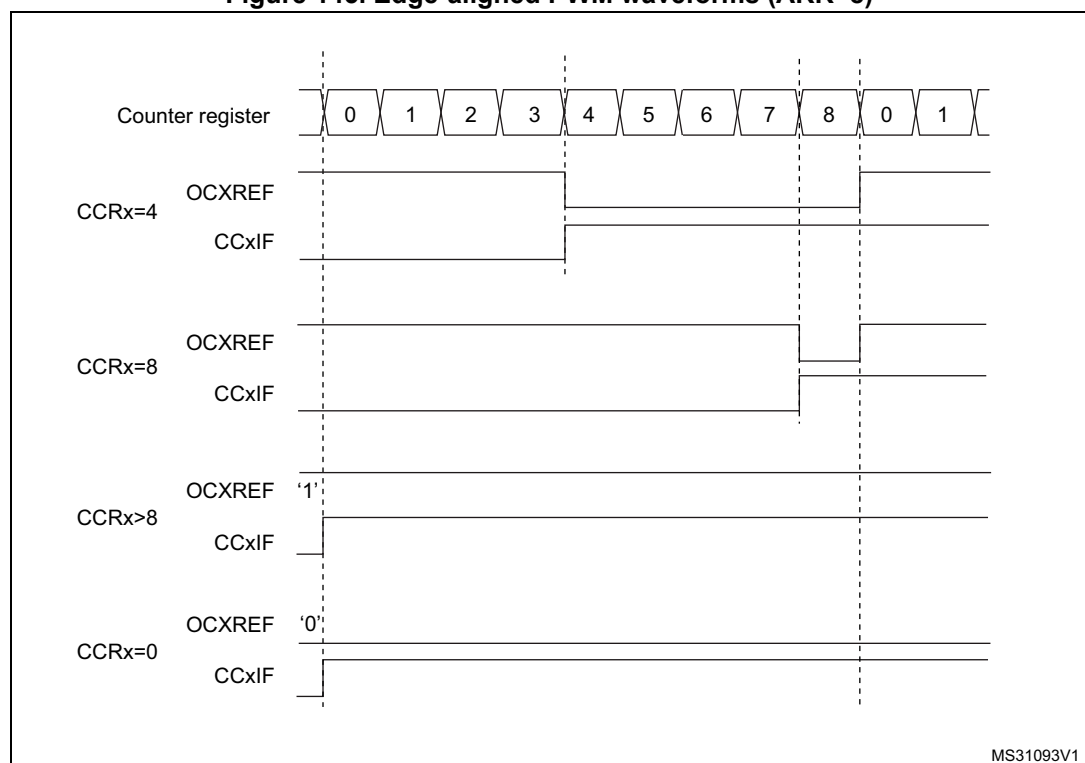 Figure Edge-aligned PWM waveforms (ARR=8)
Counter register 0 1 2 3 4 5 6 7 8 0 1
OCXREF
CCRx=4
CCxIF
OCXREF
CCRx=8
CCxIF
OCXREF ‘1’
CCRx>8
CCxIF
OCXREF ‘0’
CCRx=0
CCxIF
MS31093V1